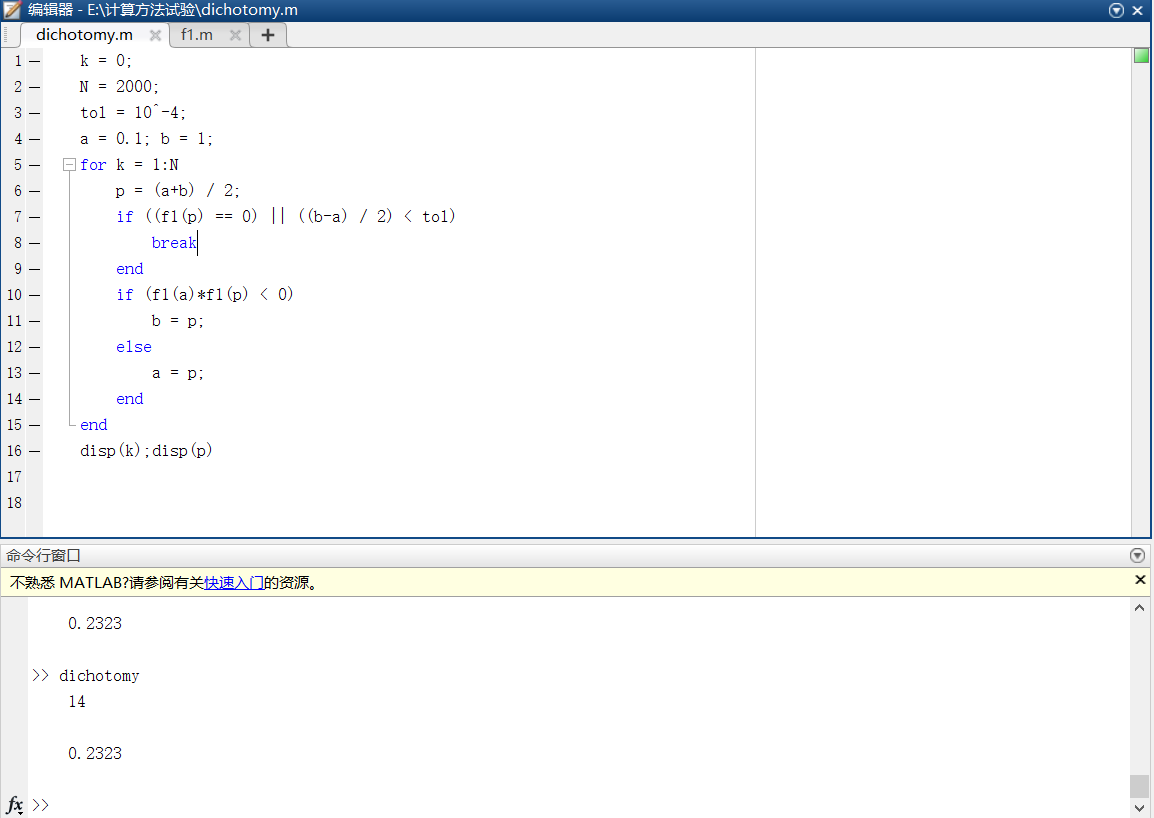 编辑器 - E:\计算方法试验\dichotomy.m
dichotomy.m × f1.m × +
1 — k = 0;
2 — N = 2000;
3 — tol = 10^-4;
4 — a = 0.1; b = 1;
5 — for k = 1:N
6 — p = (a+b) / 2;
7 — if ((f1(p) == 0) || ((b-a) / 2) < tol)
8 — break
9 — end
10 — if (f1(a)*f1(p) < 0)
11 — b = p;
12 — else
13 — a = p;
14 — end
15 — end
16 — disp(k);disp(p)
17
18
命令行窗口
不熟悉 MATLAB?请参阅有关快速入门的资源。
0.2323
>> dichotomy
14
0.2323
fx >>